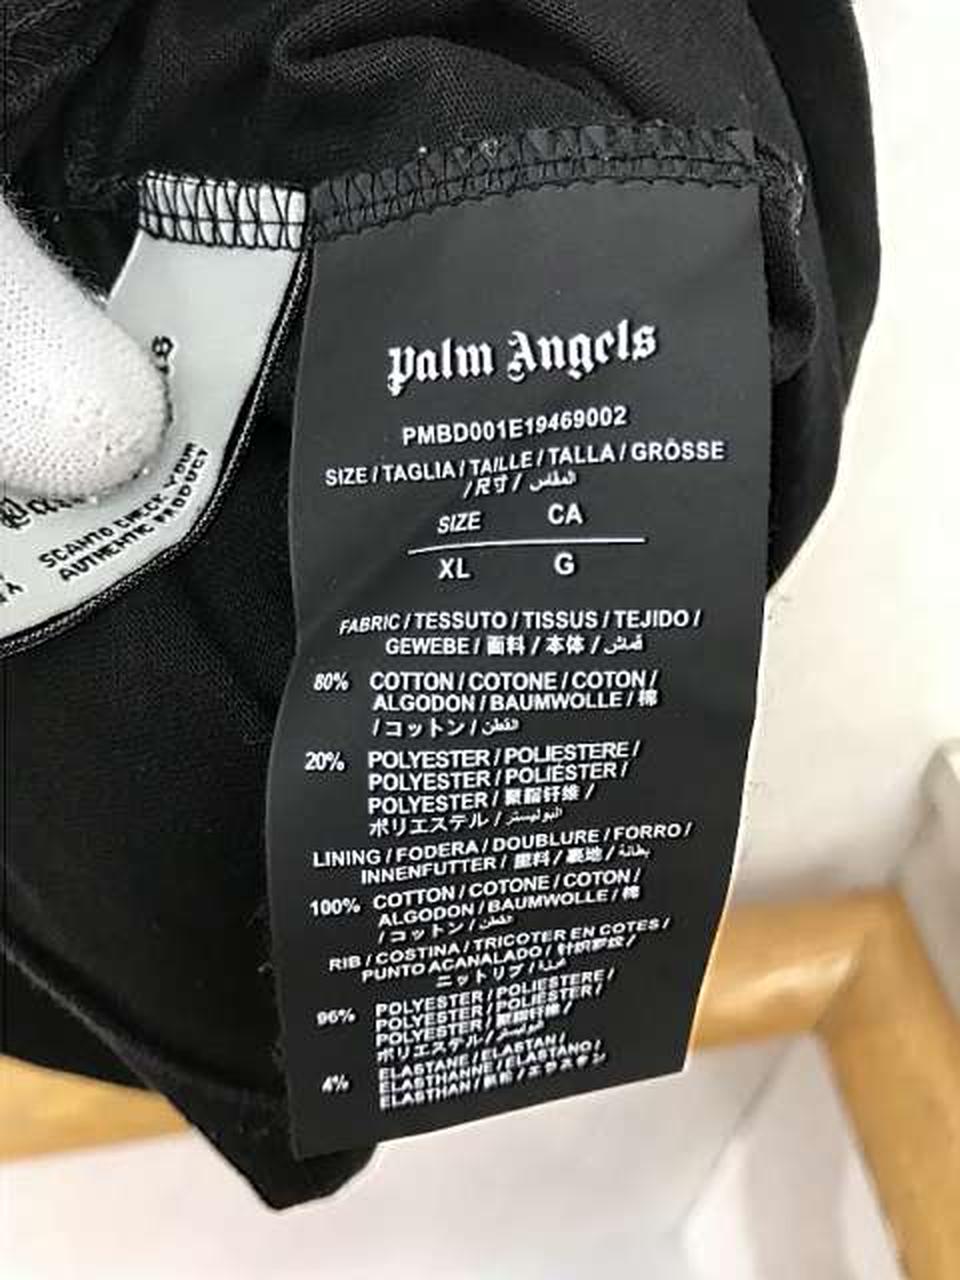 Palm Angels
PMBD001E19469002
SIZE / TAGLIA / TAILLE / TALLA / GRÖSSE
/ 尺寸 / المقاس
SIZE CA
XL G
FABRIC / TESSUTO / TISSUS / TEJIDO /
GEWEBE / 面料 / 本体 / قماش
80% COTTON / COTONE / COTON /
ALGODON / BAUMWOLLE / 棉
/ コットン / القطن
20% POLYESTER / POLIESTERE /
POLYESTER / POLIÉSTER /
POLYESTER / 聚酯纤维 /
ポリエステル / البوليستر
LINING / FODERA / DOUBLURE / FORRO /
INNENFUTTER / 里料 / 裏地 / بطانة
100% COTTON / COTONE / COTON /
ALGODON / BAUMWOLLE / 棉
/ コットン / القطن
RIB / COSTINA / TRICOTER EN COTES /
PUNTO ACANALADO / 针织罗纹 /
ニットリブ /
96% POLYESTER / POLIESTERE /
POLYESTER / POLIÉSTER /
POLYESTER / 聚酯纤维 /
ポリエステル / البوليستر
4% ELASTANE / ELASTAN /
ELASTHANNE / ELASTANO /
ELASTHAN / エラスタン
SCAN TO CHECK YOUR
AUTHENTIC PRODUCT